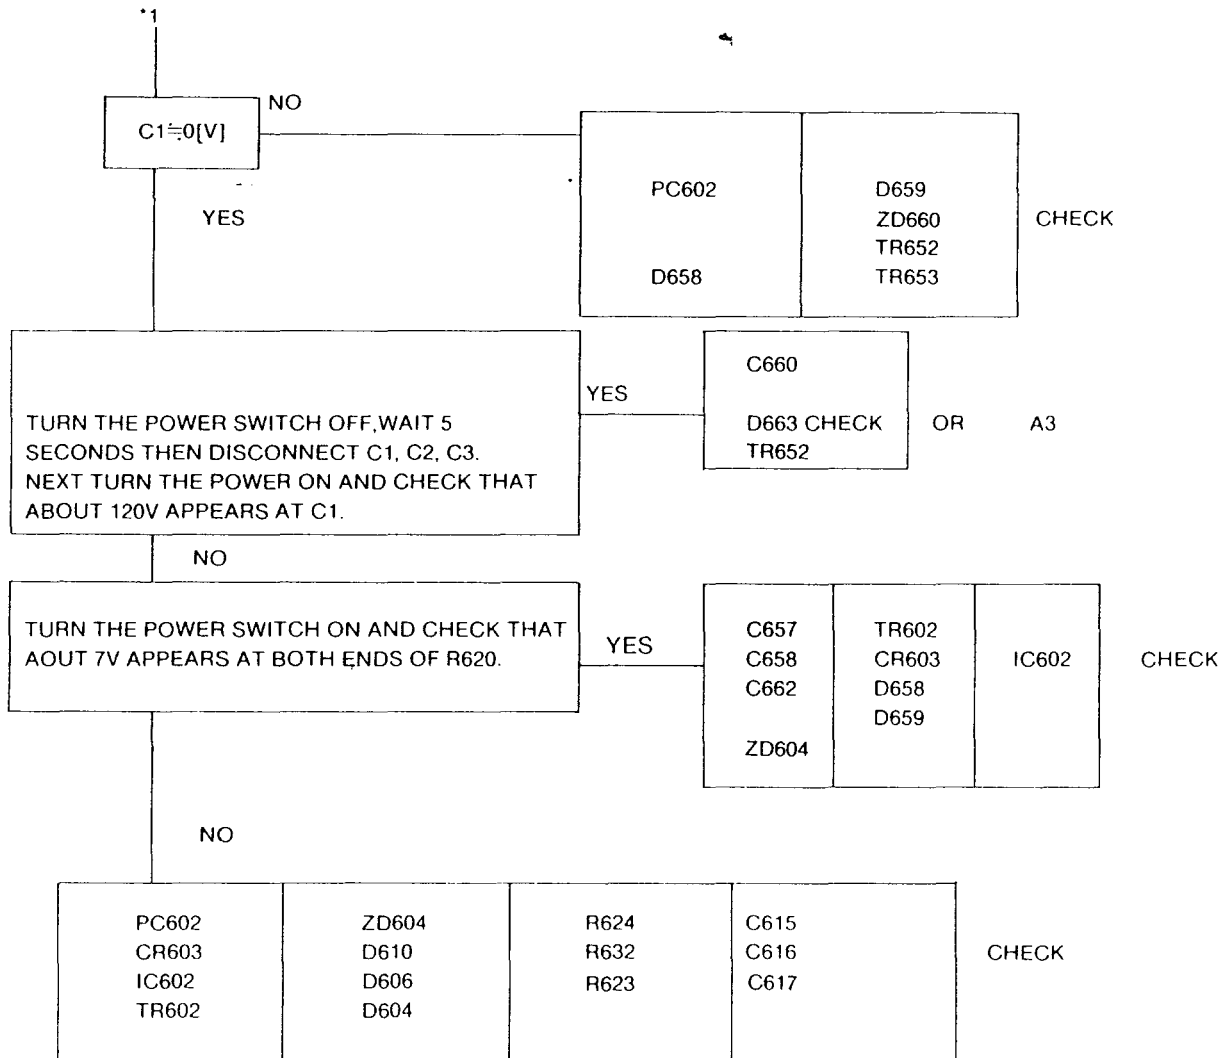 *1
C1≒0[V]
NO
YES
PC602
D658
D659
ZD660
TR652
TR653
CHECK
TURN THE POWER SWITCH OFF,WAIT 5
SECONDS THEN DISCONNECT C1, C2, C3.
NEXT TURN THE POWER ON AND CHECK THAT
ABOUT 120V APPEARS AT C1.
YES
C660
D663 CHECK
TR652
OR
A3
NO
TURN THE POWER SWITCH ON AND CHECK THAT
AOUT 7V APPEARS AT BOTH ENDS OF R620.
YES
C657
C658
C662
ZD604
TR602
CR603
D658
D659
IC602
CHECK
NO
PC602
CR603
IC602
TR602
ZD604
D610
D606
D604
R624
R632
R623
C615
C616
C617
CHECK